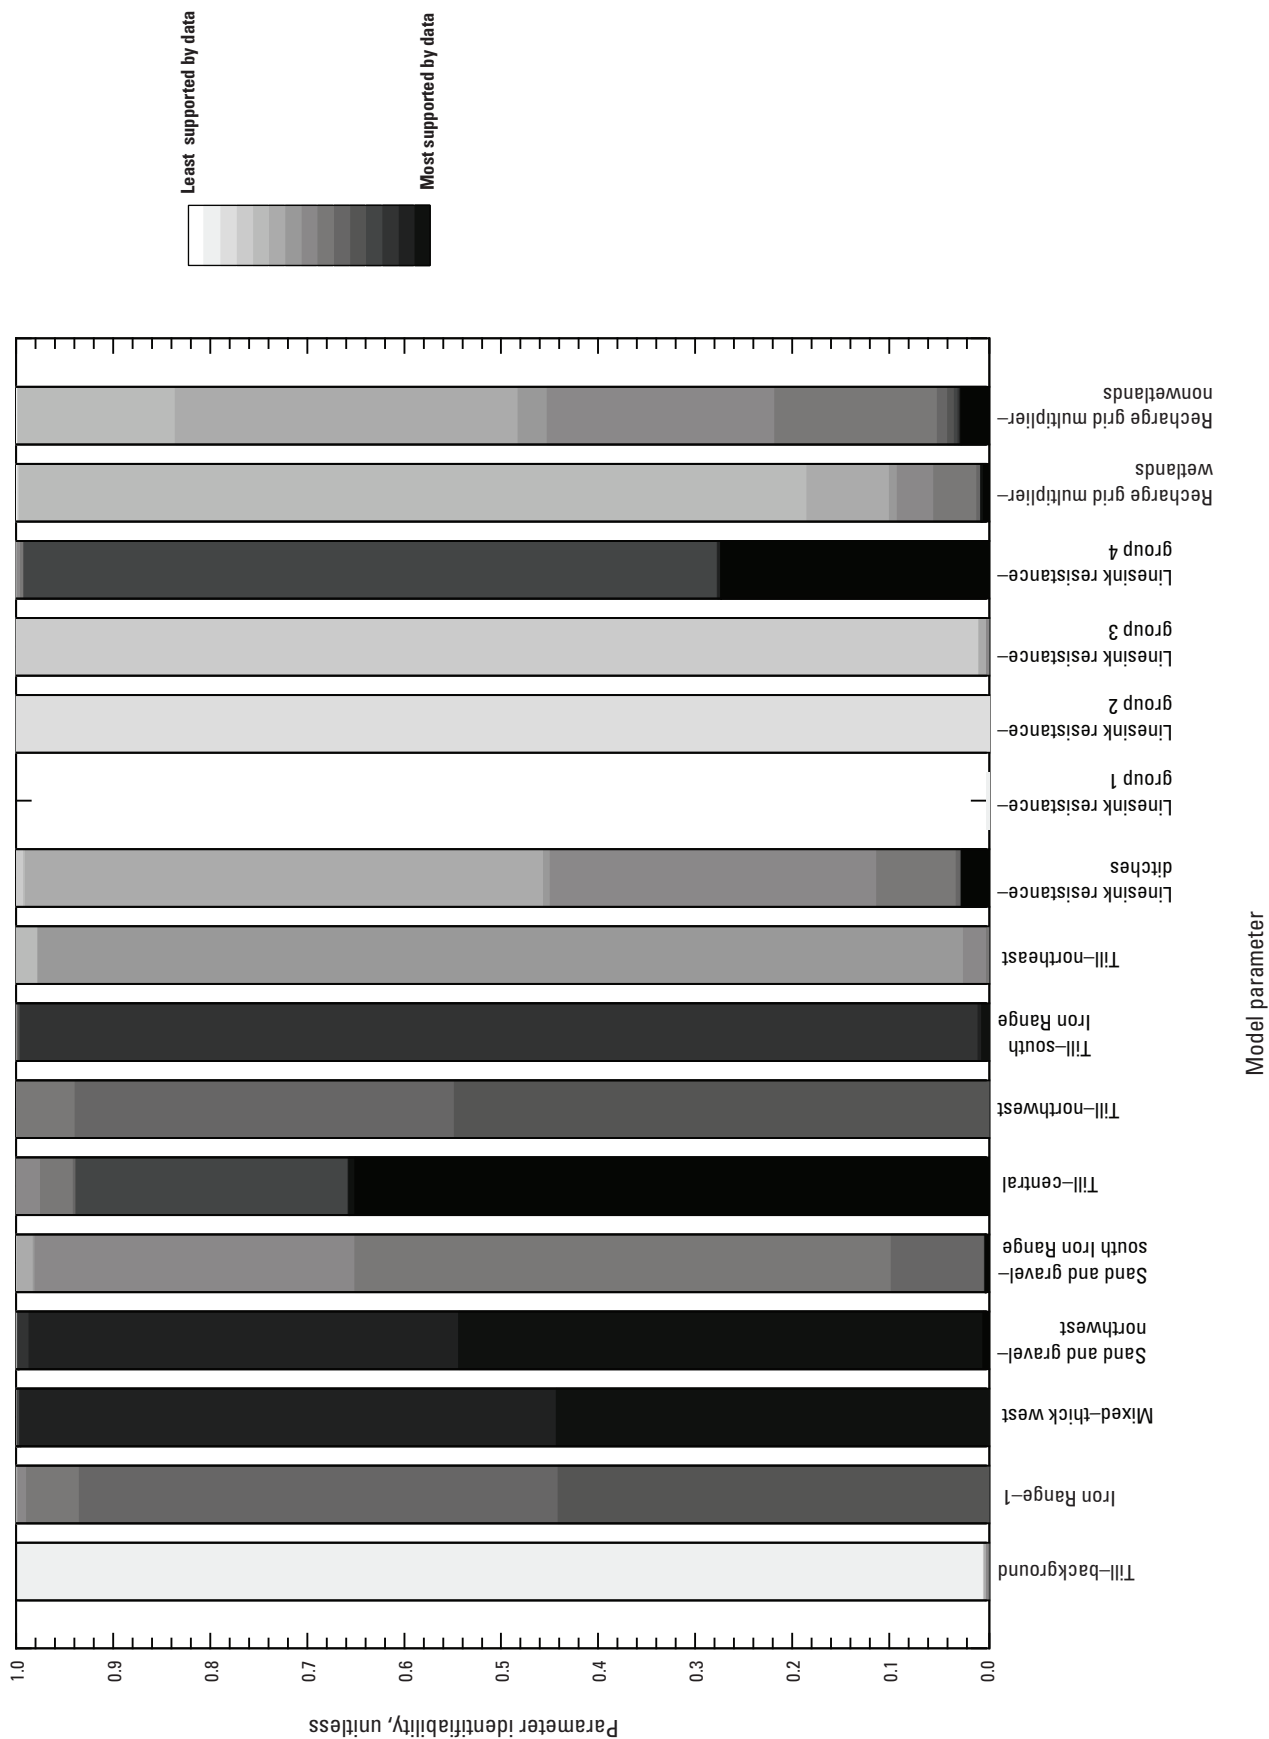 Least supported by data
Most supported by data
Parameter identifiability, unitless
1.0
0.9
0.8
0.7
0.6
0.5
0.4
0.3
0.2
0.1
0.0
Till–background
Iron Range–1
Mixed–thick west
Sand and gravel–
northwest
Sand and gravel–
south Iron Range
Till–central
Till–northwest
Till–south
Iron Range
Till–northeast
Linesink resistance–
ditches
Linesink resistance–
group 1
Linesink resistance–
group 2
Linesink resistance–
group 3
Linesink resistance–
group 4
Recharge grid multiplier–
wetlands
Recharge grid multiplier–
nonwetlands
Model parameter